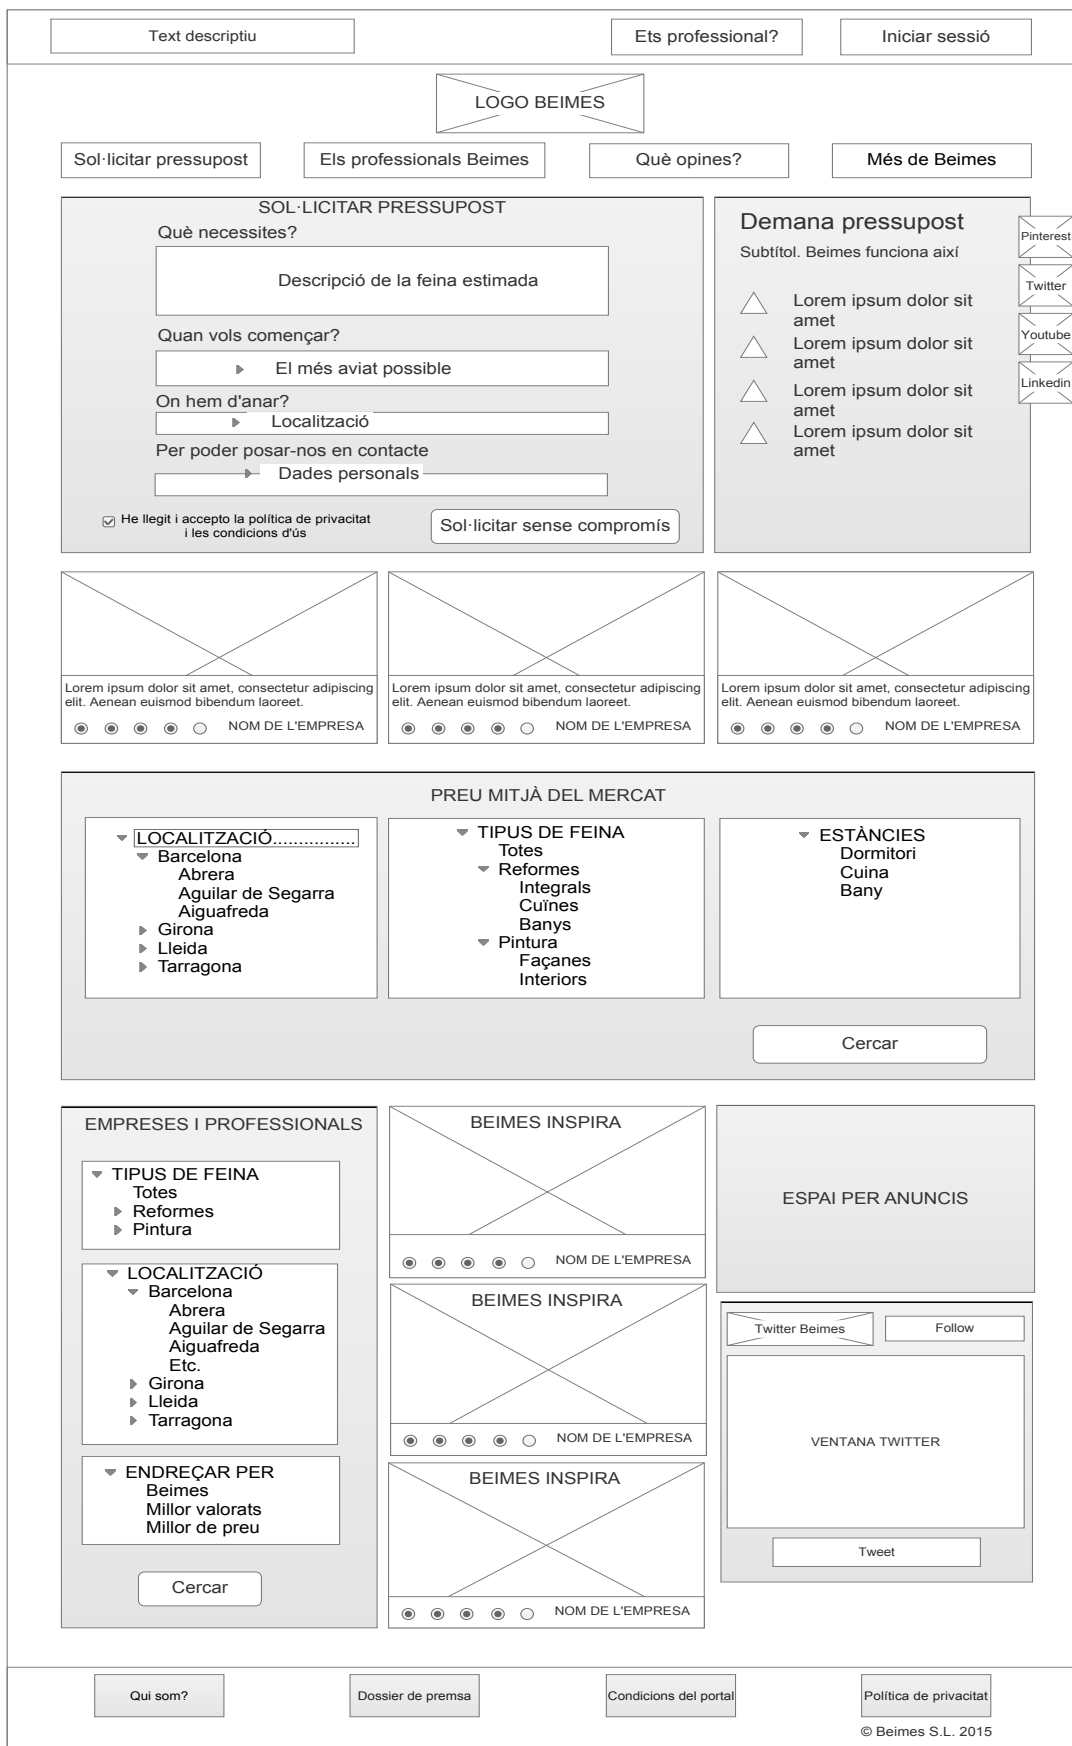 Text descriptiu
Ets professional?
Iniciar sessió
LOGO BEIMES
Sol·licitar pressupost
Els professionals Beimes
Què opines?
Més de Beimes
SOL·LICITAR PRESSUPOST
Què necessites?
Descripció de la feina estimada
Quan vols començar?
El més aviat possible
On hem d'anar?
Localització
Per poder posar-nos en contacte
Dades personals
He llegit i accepto la política de privacitat
i les condicions d'ús
Sol·licitar sense compromís
Demana pressupost
Subtítol. Beimes funciona així
Lorem ipsum dolor sit
amet
Lorem ipsum dolor sit
amet
Lorem ipsum dolor sit
amet
Lorem ipsum dolor sit
amet
Pinterest
Twitter
Youtube
Linkedin
Lorem ipsum dolor sit amet, consectetur adipiscing
elit. Aenean euismod bibendum laoreet.
NOM DE L'EMPRESA
Lorem ipsum dolor sit amet, consectetur adipiscing
elit. Aenean euismod bibendum laoreet.
NOM DE L'EMPRESA
Lorem ipsum dolor sit amet, consectetur adipiscing
elit. Aenean euismod bibendum laoreet.
NOM DE L'EMPRESA
PREU MITJÀ DEL MERCAT
LOCALITZACIÓ................
Barcelona
Abrera
Aguilar de Segarra
Aiguafreda
Girona
Lleida
Tarragona
TIPUS DE FEINA
Totes
Reformes
Integrals
Cuïnes
Banys
Pintura
Façanes
Interiors
ESTÀNCIES
Dormitori
Cuina
Bany
Cercar
EMPRESES I PROFESSIONALS
TIPUS DE FEINA
Totes
Reformes
Pintura
LOCALITZACIÓ
Barcelona
Abrera
Aguilar de Segarra
Aiguafreda
Etc.
Girona
Lleida
Tarragona
ENDREÇAR PER
Beimes
Millor valorats
Millor de preu
Cercar
BEIMES INSPIRA
NOM DE L'EMPRESA
BEIMES INSPIRA
NOM DE L'EMPRESA
BEIMES INSPIRA
NOM DE L'EMPRESA
ESPAI PER ANUNCIS
Twitter Beimes
Follow
VENTANA TWITTER
Tweet
Qui som?
Dossier de premsa
Condicions del portal
Política de privacitat
© Beimes S.L. 2015